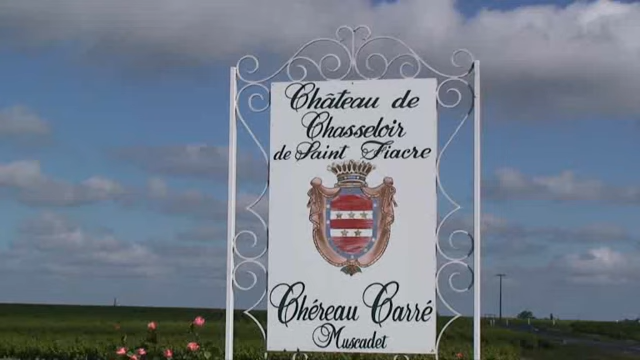 Château de
Chasseloir
de Saint Fiacre
Chéreau Carré
Muscadet